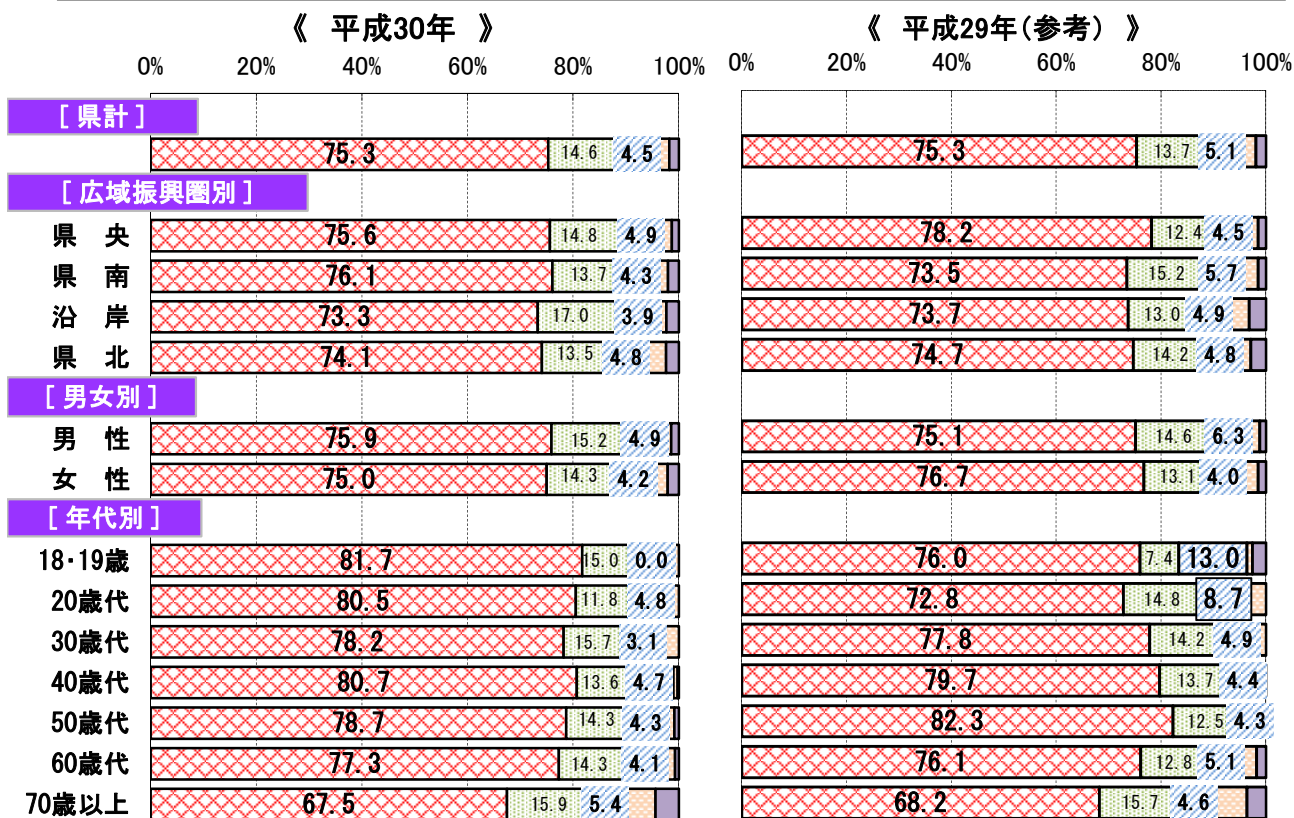 《 平成30年 》 《 平成29年(参考) 》
0% 20% 40% 60% 80% 100% 0% 20% 40% 60% 80% 100%
[ 県計 ]
75.3 14.6 4.5 75.3 13.7 5.1
[ 広域振興圏別 ]
県 央 75.6 14.8 4.9 78.2 12.4 4.5
県 南 76.1 13.7 4.3 73.5 15.2 5.7
沿 岸 73.3 17.0 3.9 73.7 13.0 4.9
県 北 74.1 13.5 4.8 74.7 14.2 4.8
[ 男女別 ]
男 性 75.9 15.2 4.9 75.1 14.6 6.3
女 性 75.0 14.3 4.2 76.7 13.1 4.0
[ 年代別 ]
18・19歳 81.7 15.0 0.0 76.0 7.4 13.0
20歳代 80.5 11.8 4.8 72.8 14.8 8.7
30歳代 78.2 15.7 3.1 77.8 14.2 4.9
40歳代 80.7 13.6 4.7 79.7 13.7 4.4
50歳代 78.7 14.3 4.3 82.3 12.5 4.3
60歳代 77.3 14.3 4.1 76.1 12.8 5.1
70歳以上 67.5 15.9 5.4 68.2 15.7 4.6